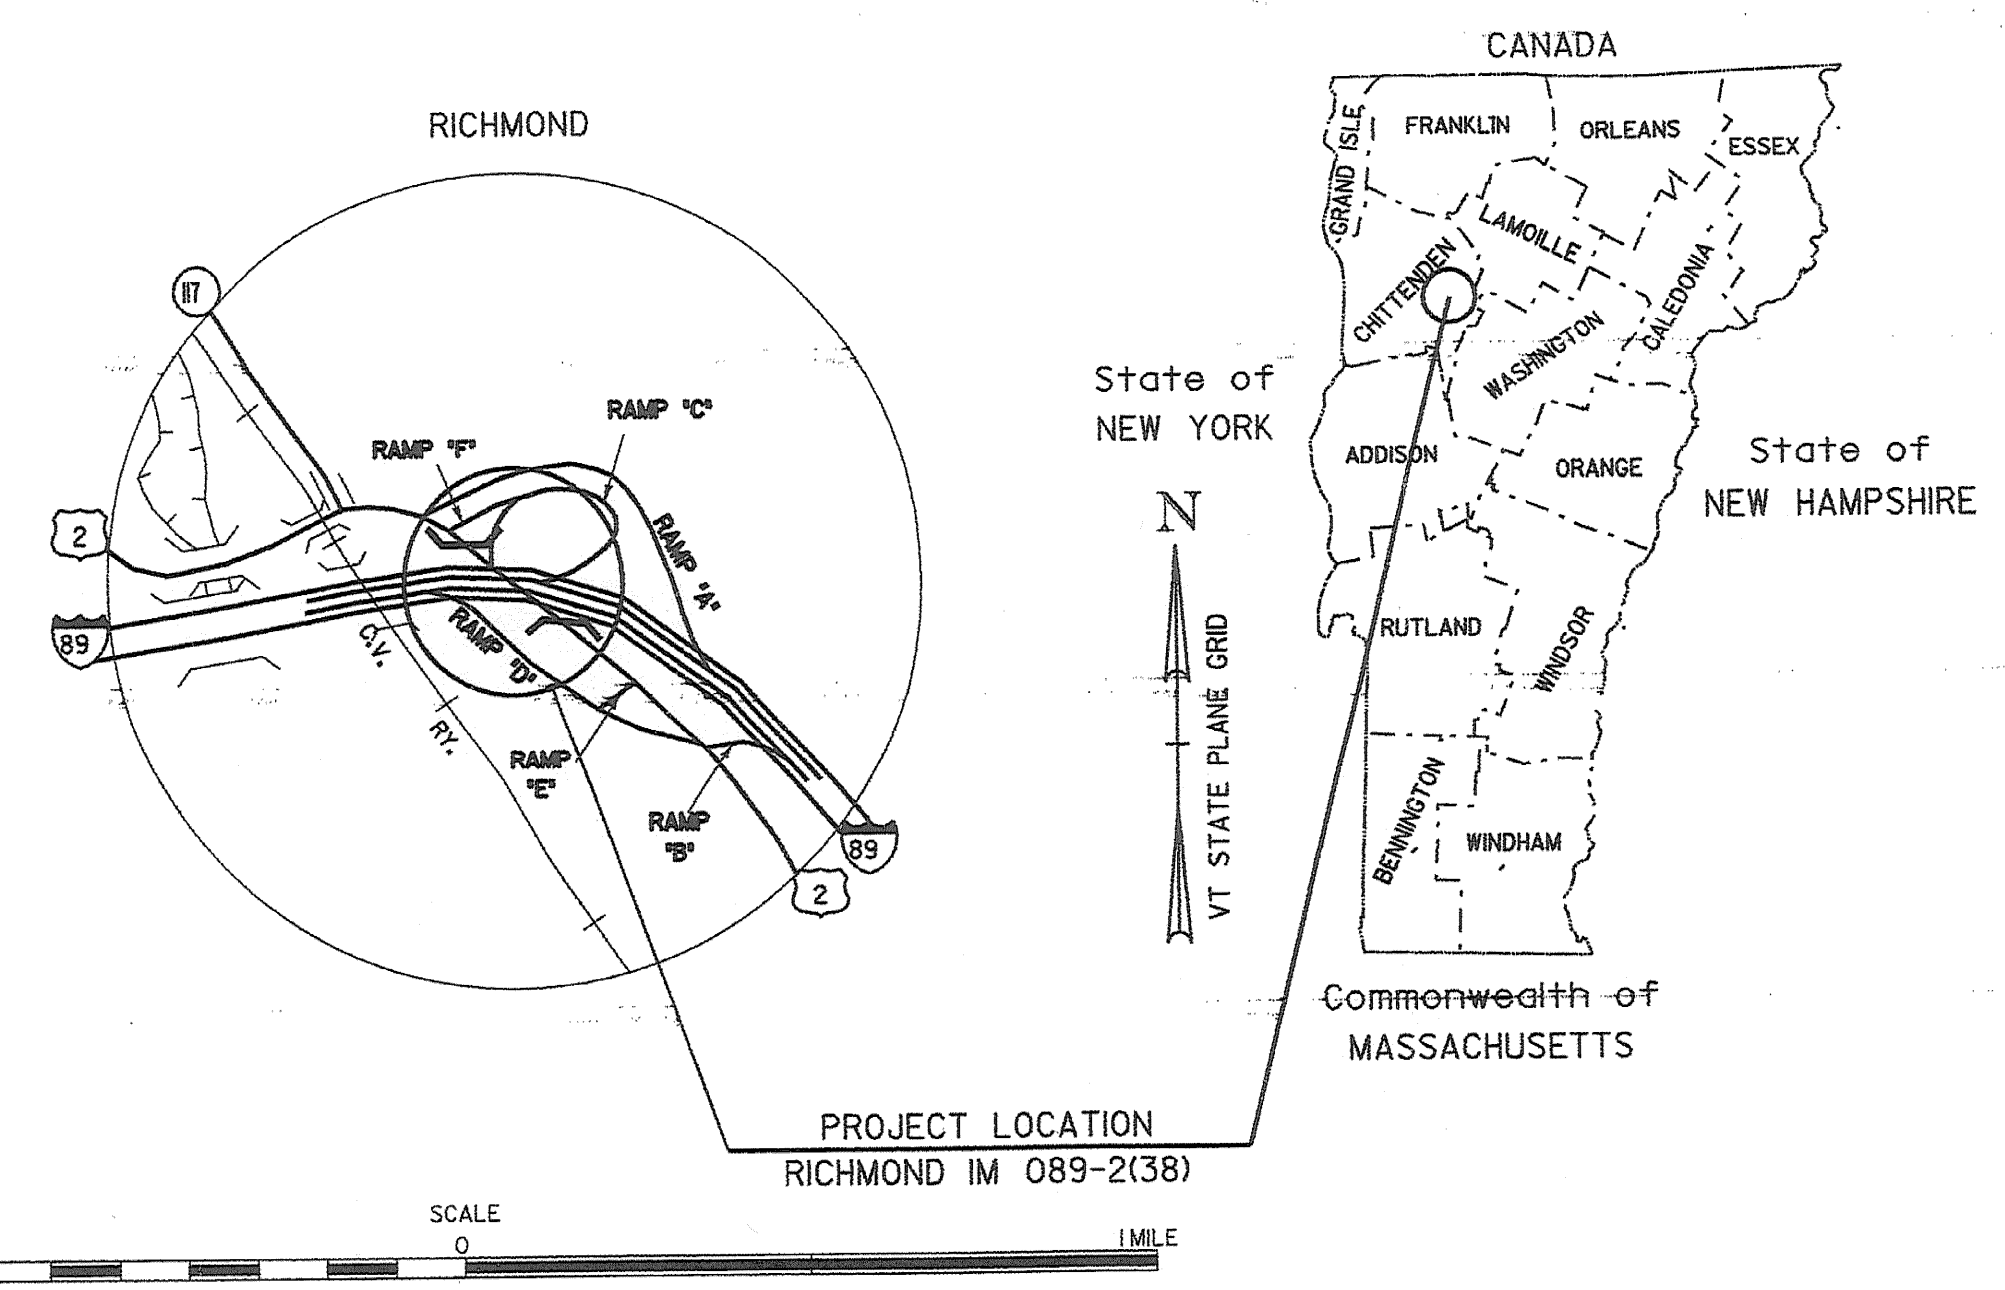 RICHMOND
117
2
89
RAMP "F"
RAMP "C"
RAMP "A"
RAMP "D"
C.V.
RY.
RAMP
"E"
RAMP
"B"
89
2
CANADA
GRAND ISLE
FRANKLIN
ORLEANS
ESSEX
LAMOILLE
CHITTENDEN
CALEDONIA
WASHINGTON
State of
NEW YORK
ADDISON
ORANGE
State of
NEW HAMPSHIRE
N
VT STATE PLANE GRID
RUTLAND
WINDSOR
BENNINGTON
WINDHAM
Commonwealth of
MASSACHUSETTS
PROJECT LOCATION
RICHMOND IM 089-2(38)
SCALE
0
1 MILE